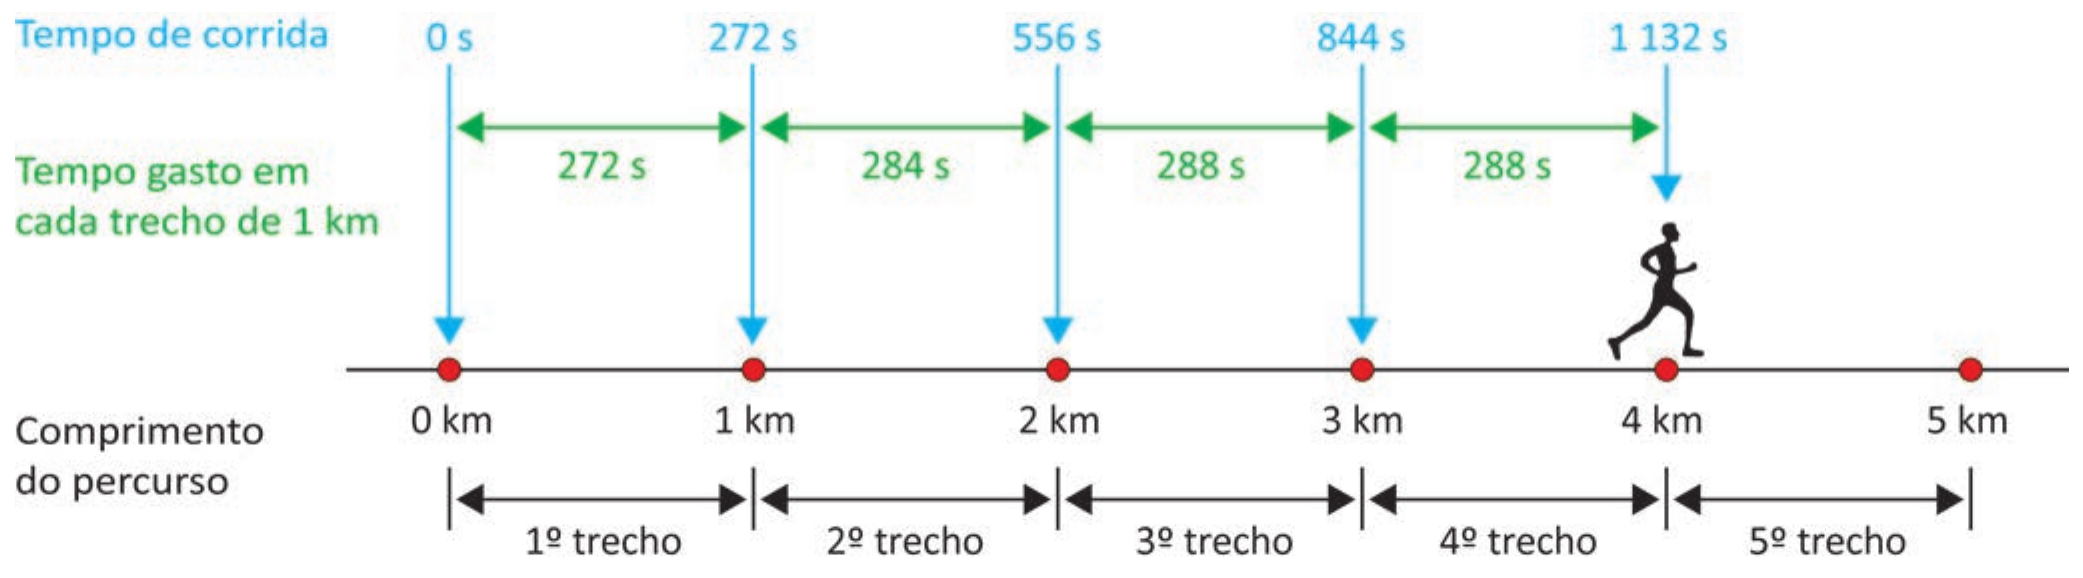 Tempo de corrida 0 s 272 s 556 s 844 s 1 132 s
272 s 284 s 288 s 288 s
Tempo gasto em
cada trecho de 1 km
0 km 1 km 2 km 3 km 4 km 5 km
Comprimento
do percurso
1º trecho 2º trecho 3º trecho 4º trecho 5º trecho